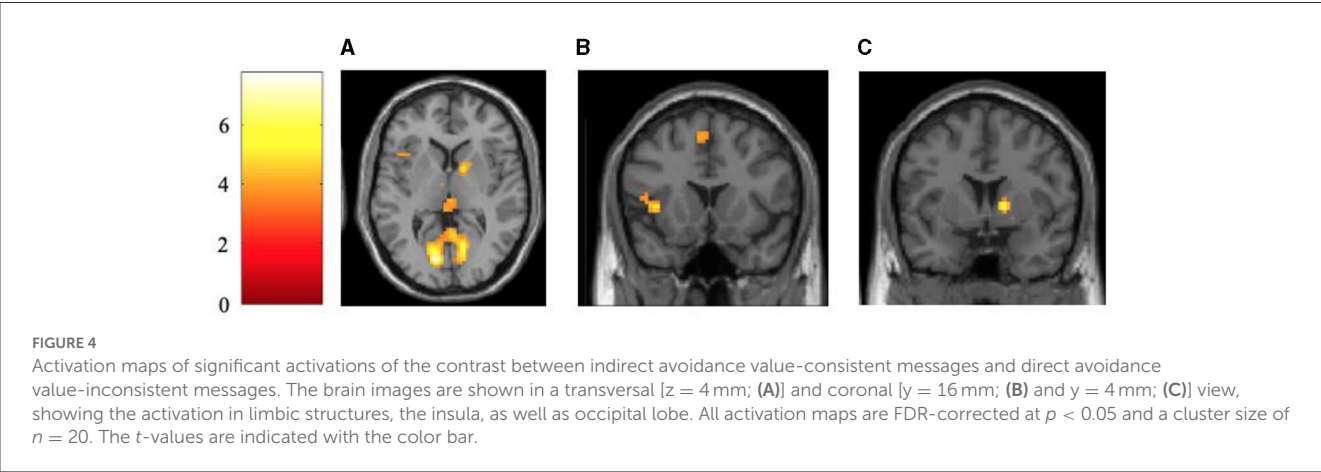 A B C
6
4
2
0
FIGURE 4
Activation maps of significant activations of the contrast between indirect avoidance value-consistent messages and direct avoidance
value-inconsistent messages. The brain images are shown in a transversal [z = 4 mm; (A)] and coronal [y = 16 mm; (B) and y = 4 mm; (C)] view,
showing the activation in limbic structures, the insula, as well as occipital lobe. All activation maps are FDR-corrected at p < 0.05 and a cluster size of
n = 20. The t-values are indicated with the color bar.